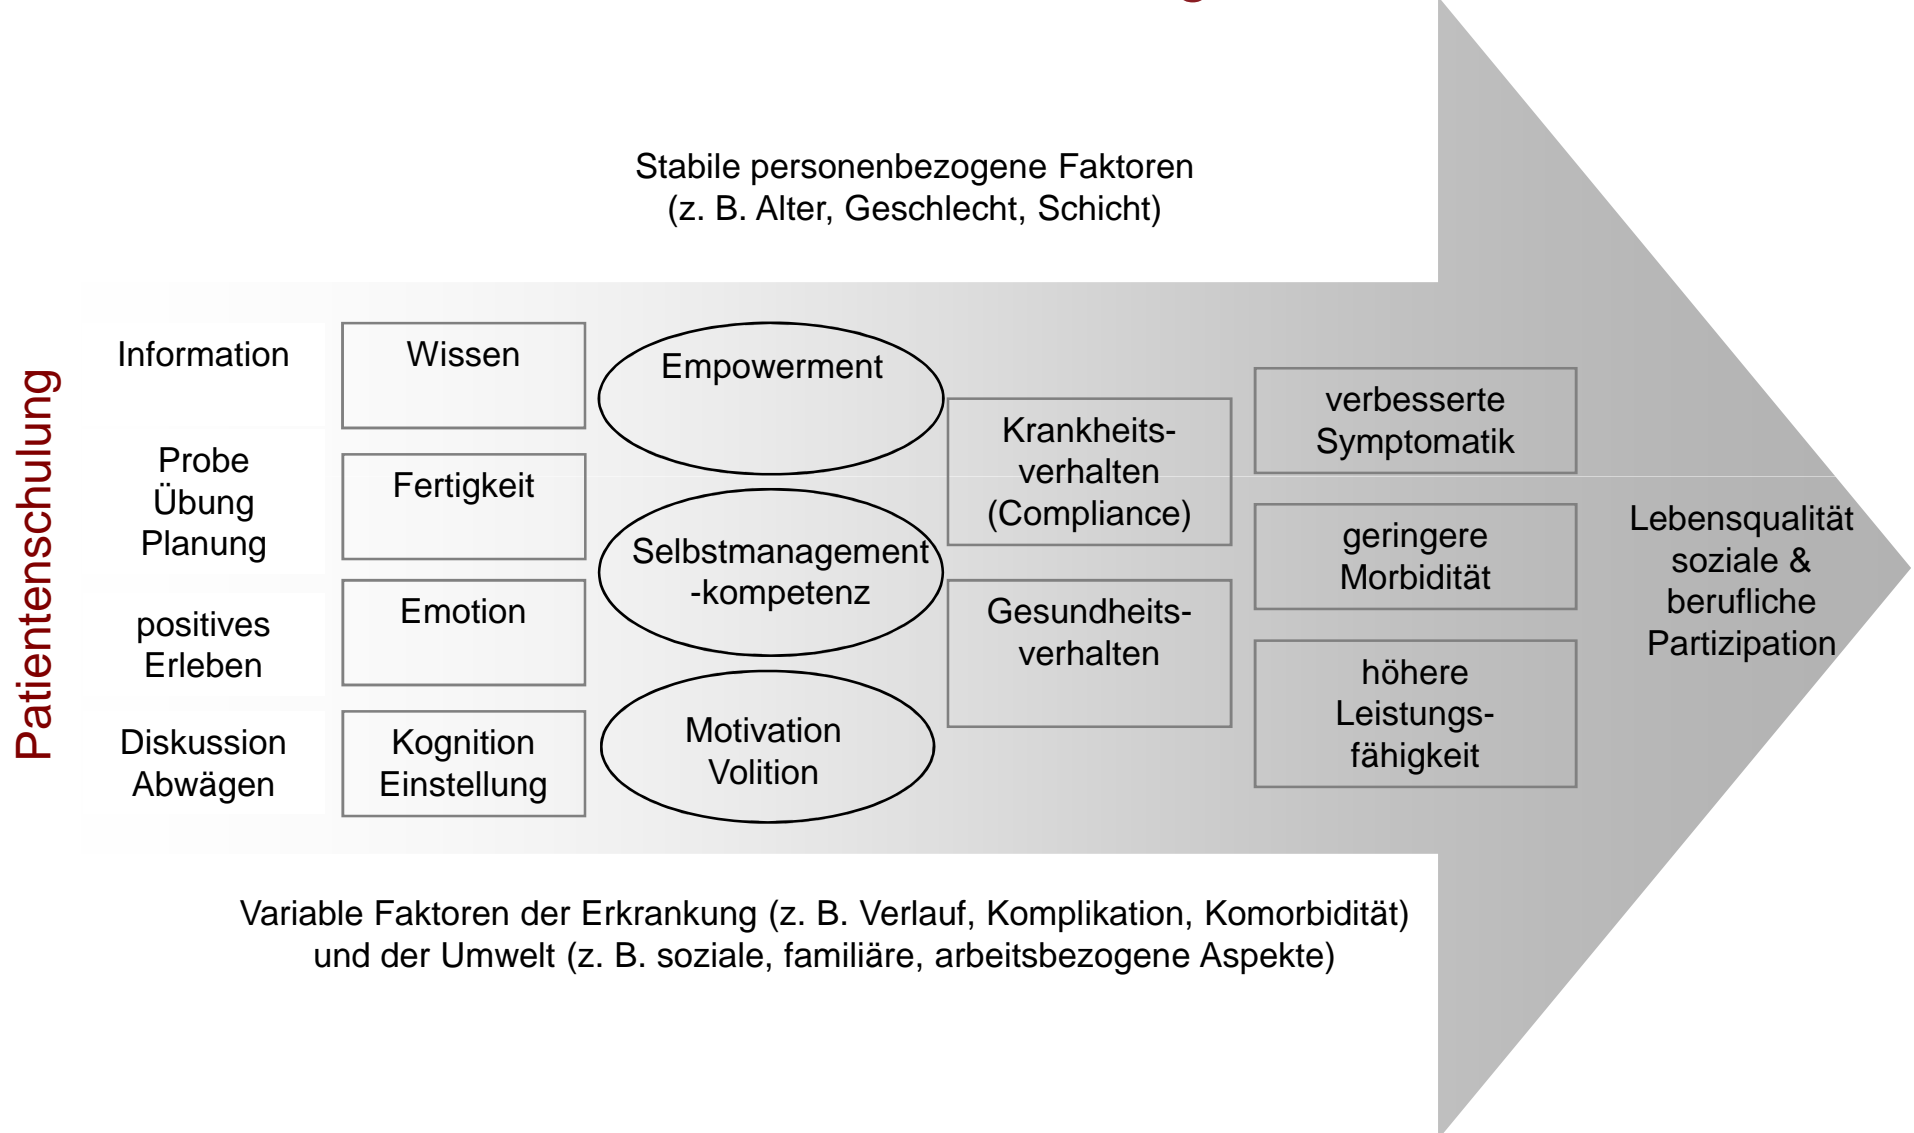 Stabile personenbezogene Faktoren
(z. B. Alter, Geschlecht, Schicht)
Patientenschulung
Information
Probe
Übung
Planung
positives
Erleben
Diskussion
Abwägen
Wissen
Fertigkeit
Emotion
Kognition
Einstellung
Empowerment
Selbstmanagement
-kompetenz
Motivation
Volition
Krankheits-
verhalten
(Compliance)
Gesundheits-
verhalten
verbesserte
Symptomatik
geringere
Morbidität
höhere
Leistungs-
fähigkeit
Lebensqualität
soziale &
berufliche
Partizipation
Variable Faktoren der Erkrankung (z. B. Verlauf, Komplikation, Komorbidität)
und der Umwelt (z. B. soziale, familiäre, arbeitsbezogene Aspekte)